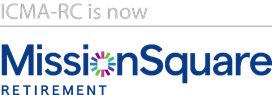 ICMA-RC is now
MissionSquare
RETIREMENT